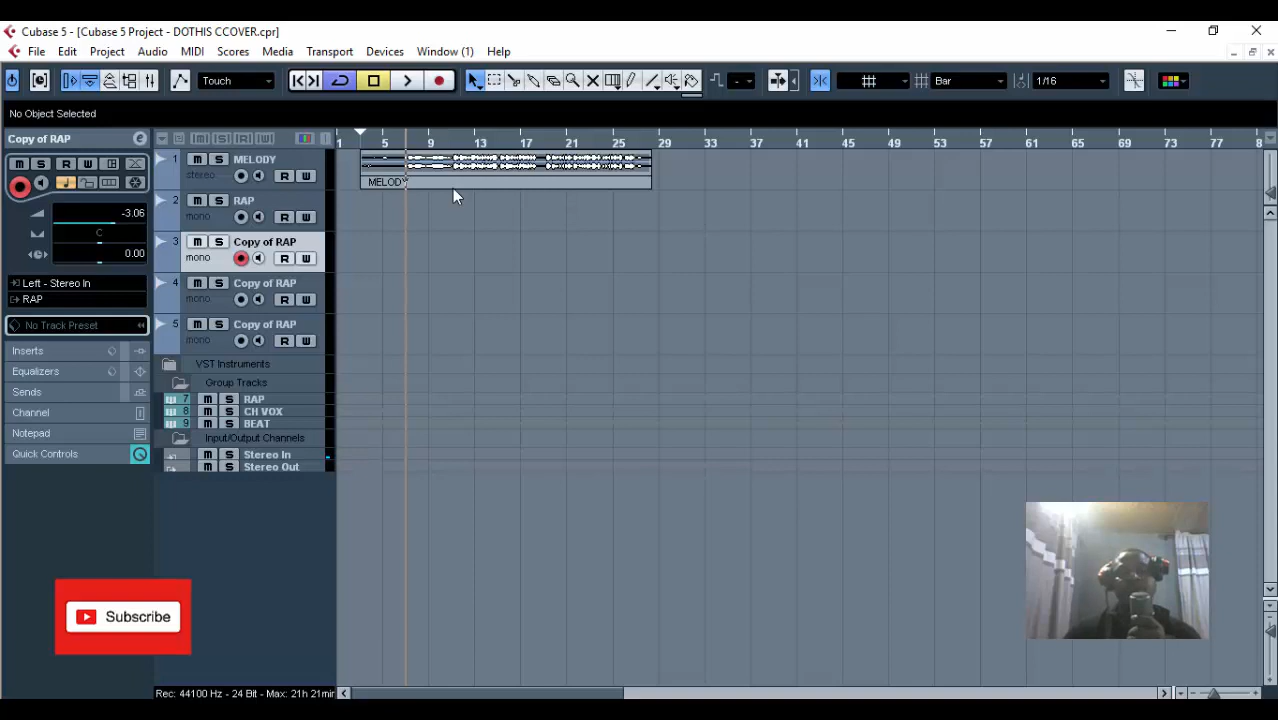 Cubase 5 - [Cubase 5 Project - DOTHIS CCOVER.cpr]
File Edit Project Audio MIDI Scores Media Transport Devices Window (1) Help
Touch Bar 1/16
No Object Selected
Copy of RAP
1 5 9 13 17 21 25 29 33 37 41 45 49 53 57 61 65 69 73 77 8
m S R W
-3.06
C
0.00
Left - Stereo In
RAP
No Track Preset
Inserts
Equalizers
Sends
Channel
Notepad
Quick Controls
1 m S MELODY
stereo R W
2 m S RAP
mono R W
3 m S Copy of RAP
mono R W
4 m S Copy of RAP
mono R W
5 m S Copy of RAP
mono R W
VST Instruments
Group Tracks
7 m S RAP
8 m S CH VOX
9 m S BEAT
Input/Output Channels
m S Stereo In
m S Stereo Out
MELODY
Subscribe
Rec: 44100 Hz - 24 Bit - Max: 21h 21min